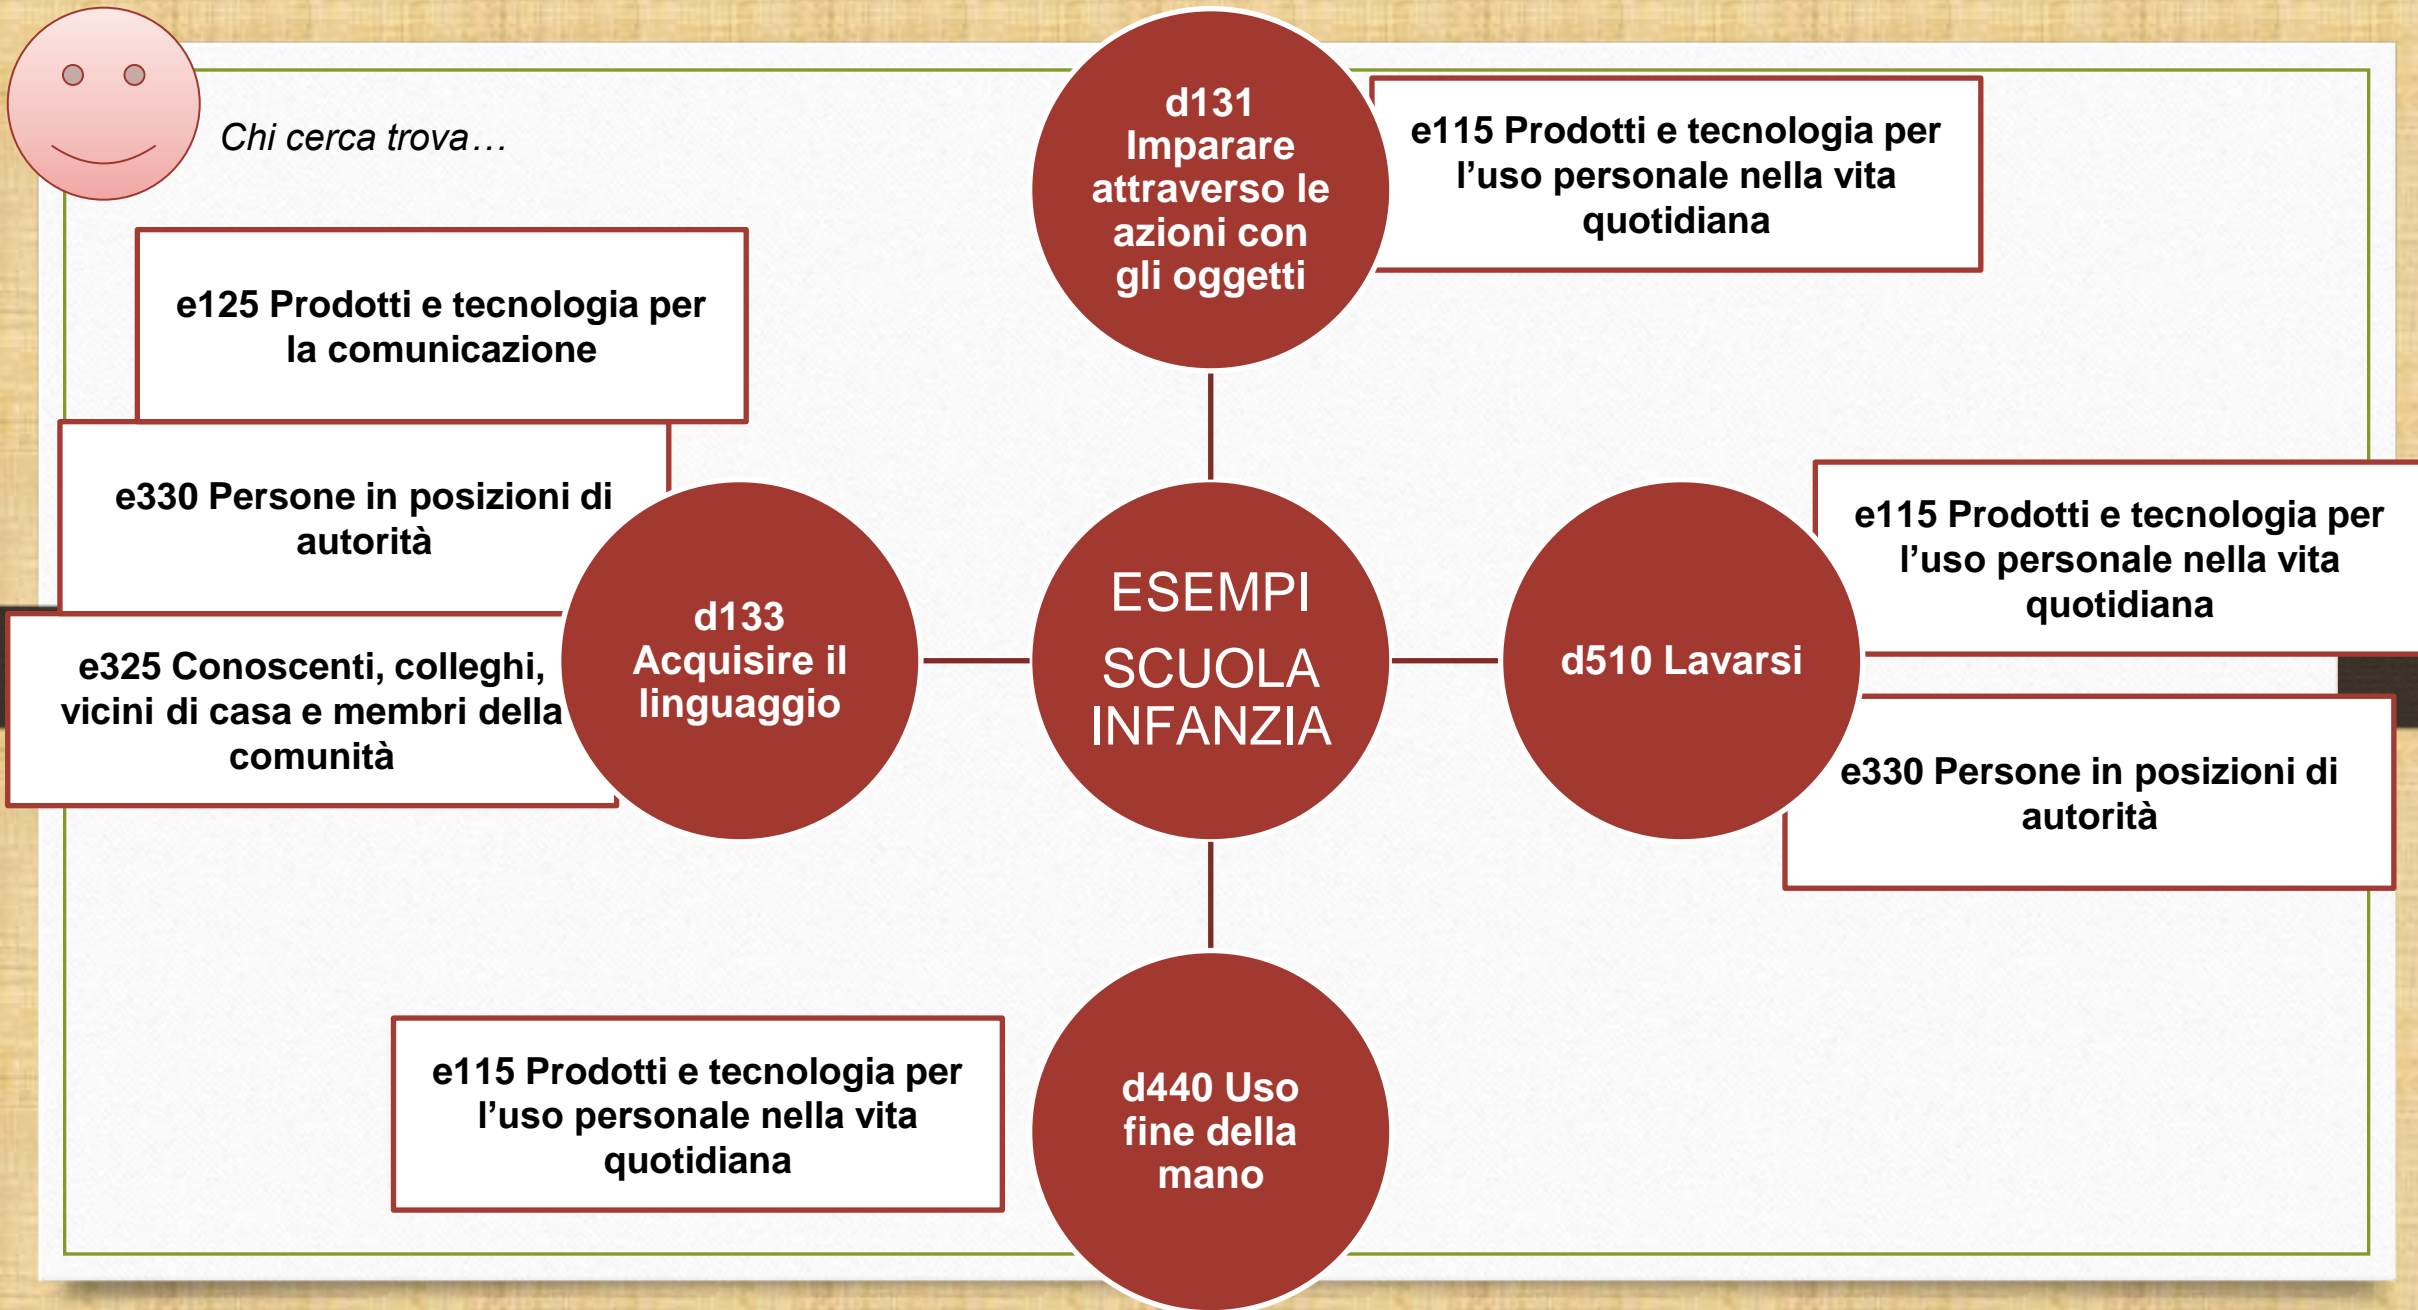 Chi cerca trova…
d131
Imparare
attraverso le
azioni con
gli oggetti
e115 Prodotti e tecnologia per
l’uso personale nella vita
quotidiana
e125 Prodotti e tecnologia per
la comunicazione
e330 Persone in posizioni di
autorità
e325 Conoscenti, colleghi,
vicini di casa e membri della
comunità
d133
Acquisire il
linguaggio
ESEMPI
SCUOLA
INFANZIA
d510 Lavarsi
e115 Prodotti e tecnologia per
l’uso personale nella vita
quotidiana
e330 Persone in posizioni di
autorità
e115 Prodotti e tecnologia per
l’uso personale nella vita
quotidiana
d440 Uso
fine della
mano